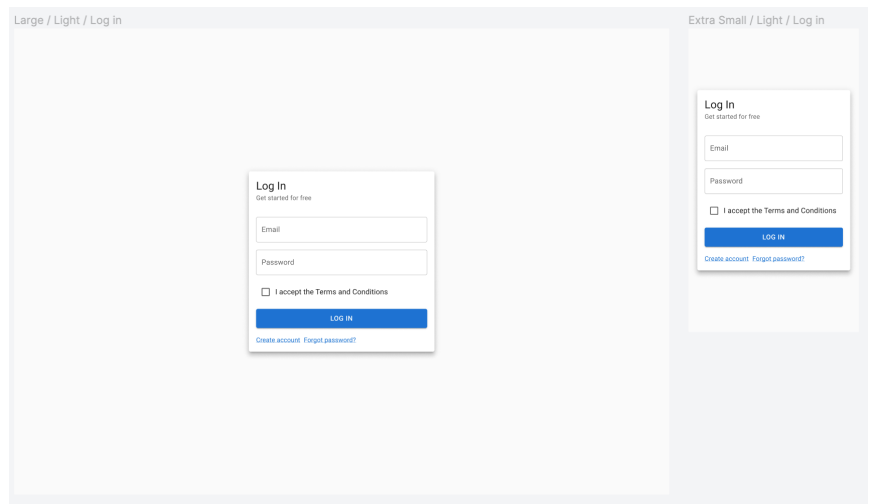 Large / Light / Log in
Log In
Get started for free
Email
Password
I accept the Terms and Conditions
LOG IN
Create account Forgot password?
Extra Small / Light / Log in
Log In
Get started for free
Email
Password
I accept the Terms and Conditions
LOG IN
Create account Forgot password?